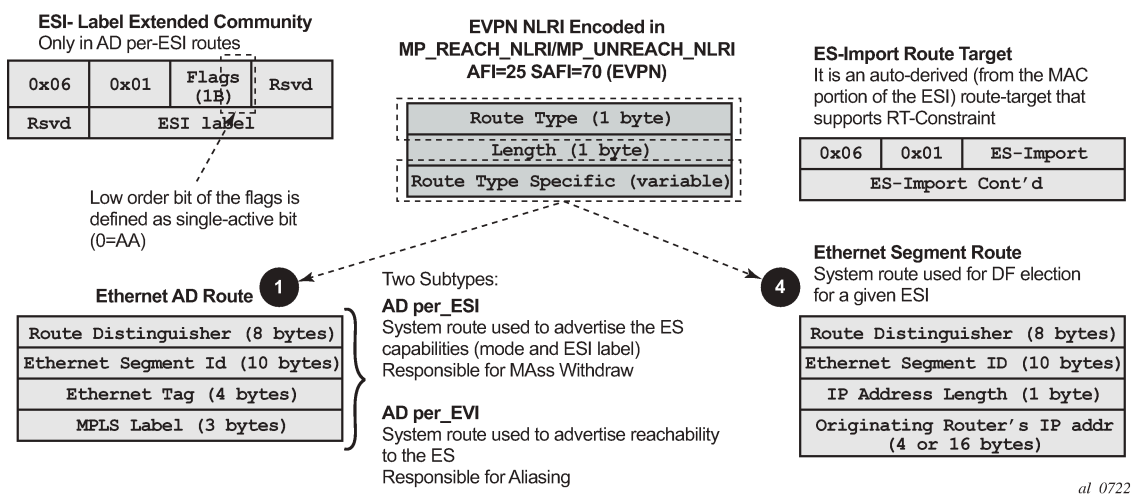 ESI- Label Extended Community
Only in AD per-ESI routes
0x06 0x01 Flags (1B) Rsvd
Rsvd ESI label
Low order bit of the flags is
defined as single-active bit
(0=AA)
EVPN NLRI Encoded in
MP_REACH_NLRI/MP_UNREACH_NLRI
AFI=25 SAFI=70 (EVPN)
Route Type (1 byte)
Length (1 byte)
Route Type Specific (variable)
ES-Import Route Target
It is an auto-derived (from the MAC
portion of the ESI) route-target that
supports RT-Constraint
0x06 0x01 ES-Import
ES-Import Cont'd
1
Ethernet AD Route
Route Distinguisher (8 bytes)
Ethernet Segment Id (10 bytes)
Ethernet Tag (4 bytes)
MPLS Label (3 bytes)
Two Subtypes:
AD per_ESI
System route used to advertise the ES
capabilities (mode and ESI label)
Responsible for MAss Withdraw
AD per_EVI
System route used to advertise reachability
to the ES
Responsible for Aliasing
4
Ethernet Segment Route
System route used for DF election
for a given ESI
Route Distinguisher (8 bytes)
Ethernet Segment ID (10 bytes)
IP Address Length (1 byte)
Originating Router's IP addr
(4 or 16 bytes)
al_0722